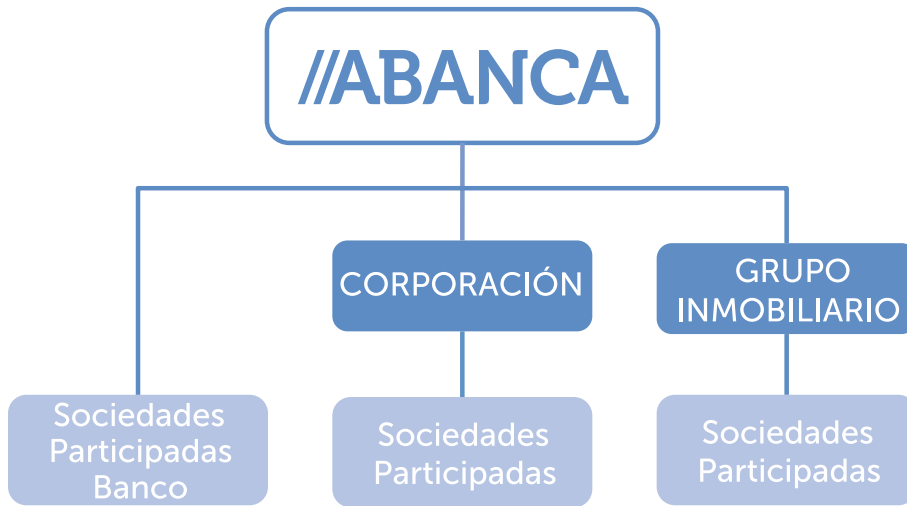 //ABANCA
CORPORACIÓN
GRUPO
INMOBILIARIO
Sociedades
Participadas
Banco
Sociedades
Participadas
Sociedades
Participadas